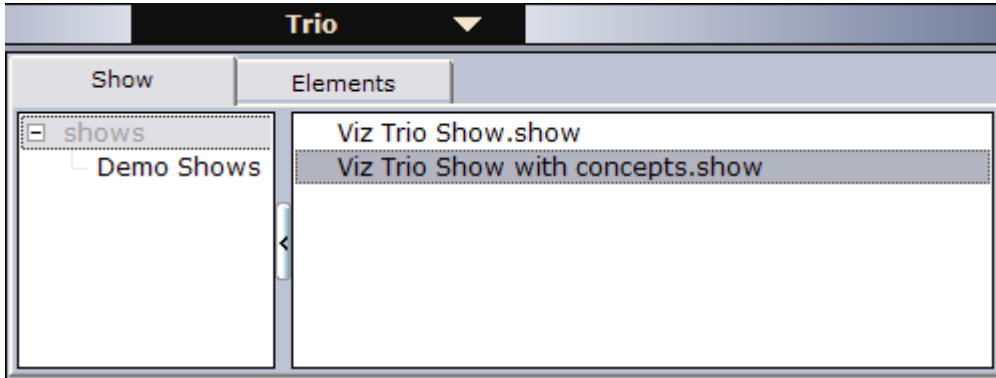 Trio
Show
Elements
shows
Demo Shows
Viz Trio Show.show
Viz Trio Show with concepts.show